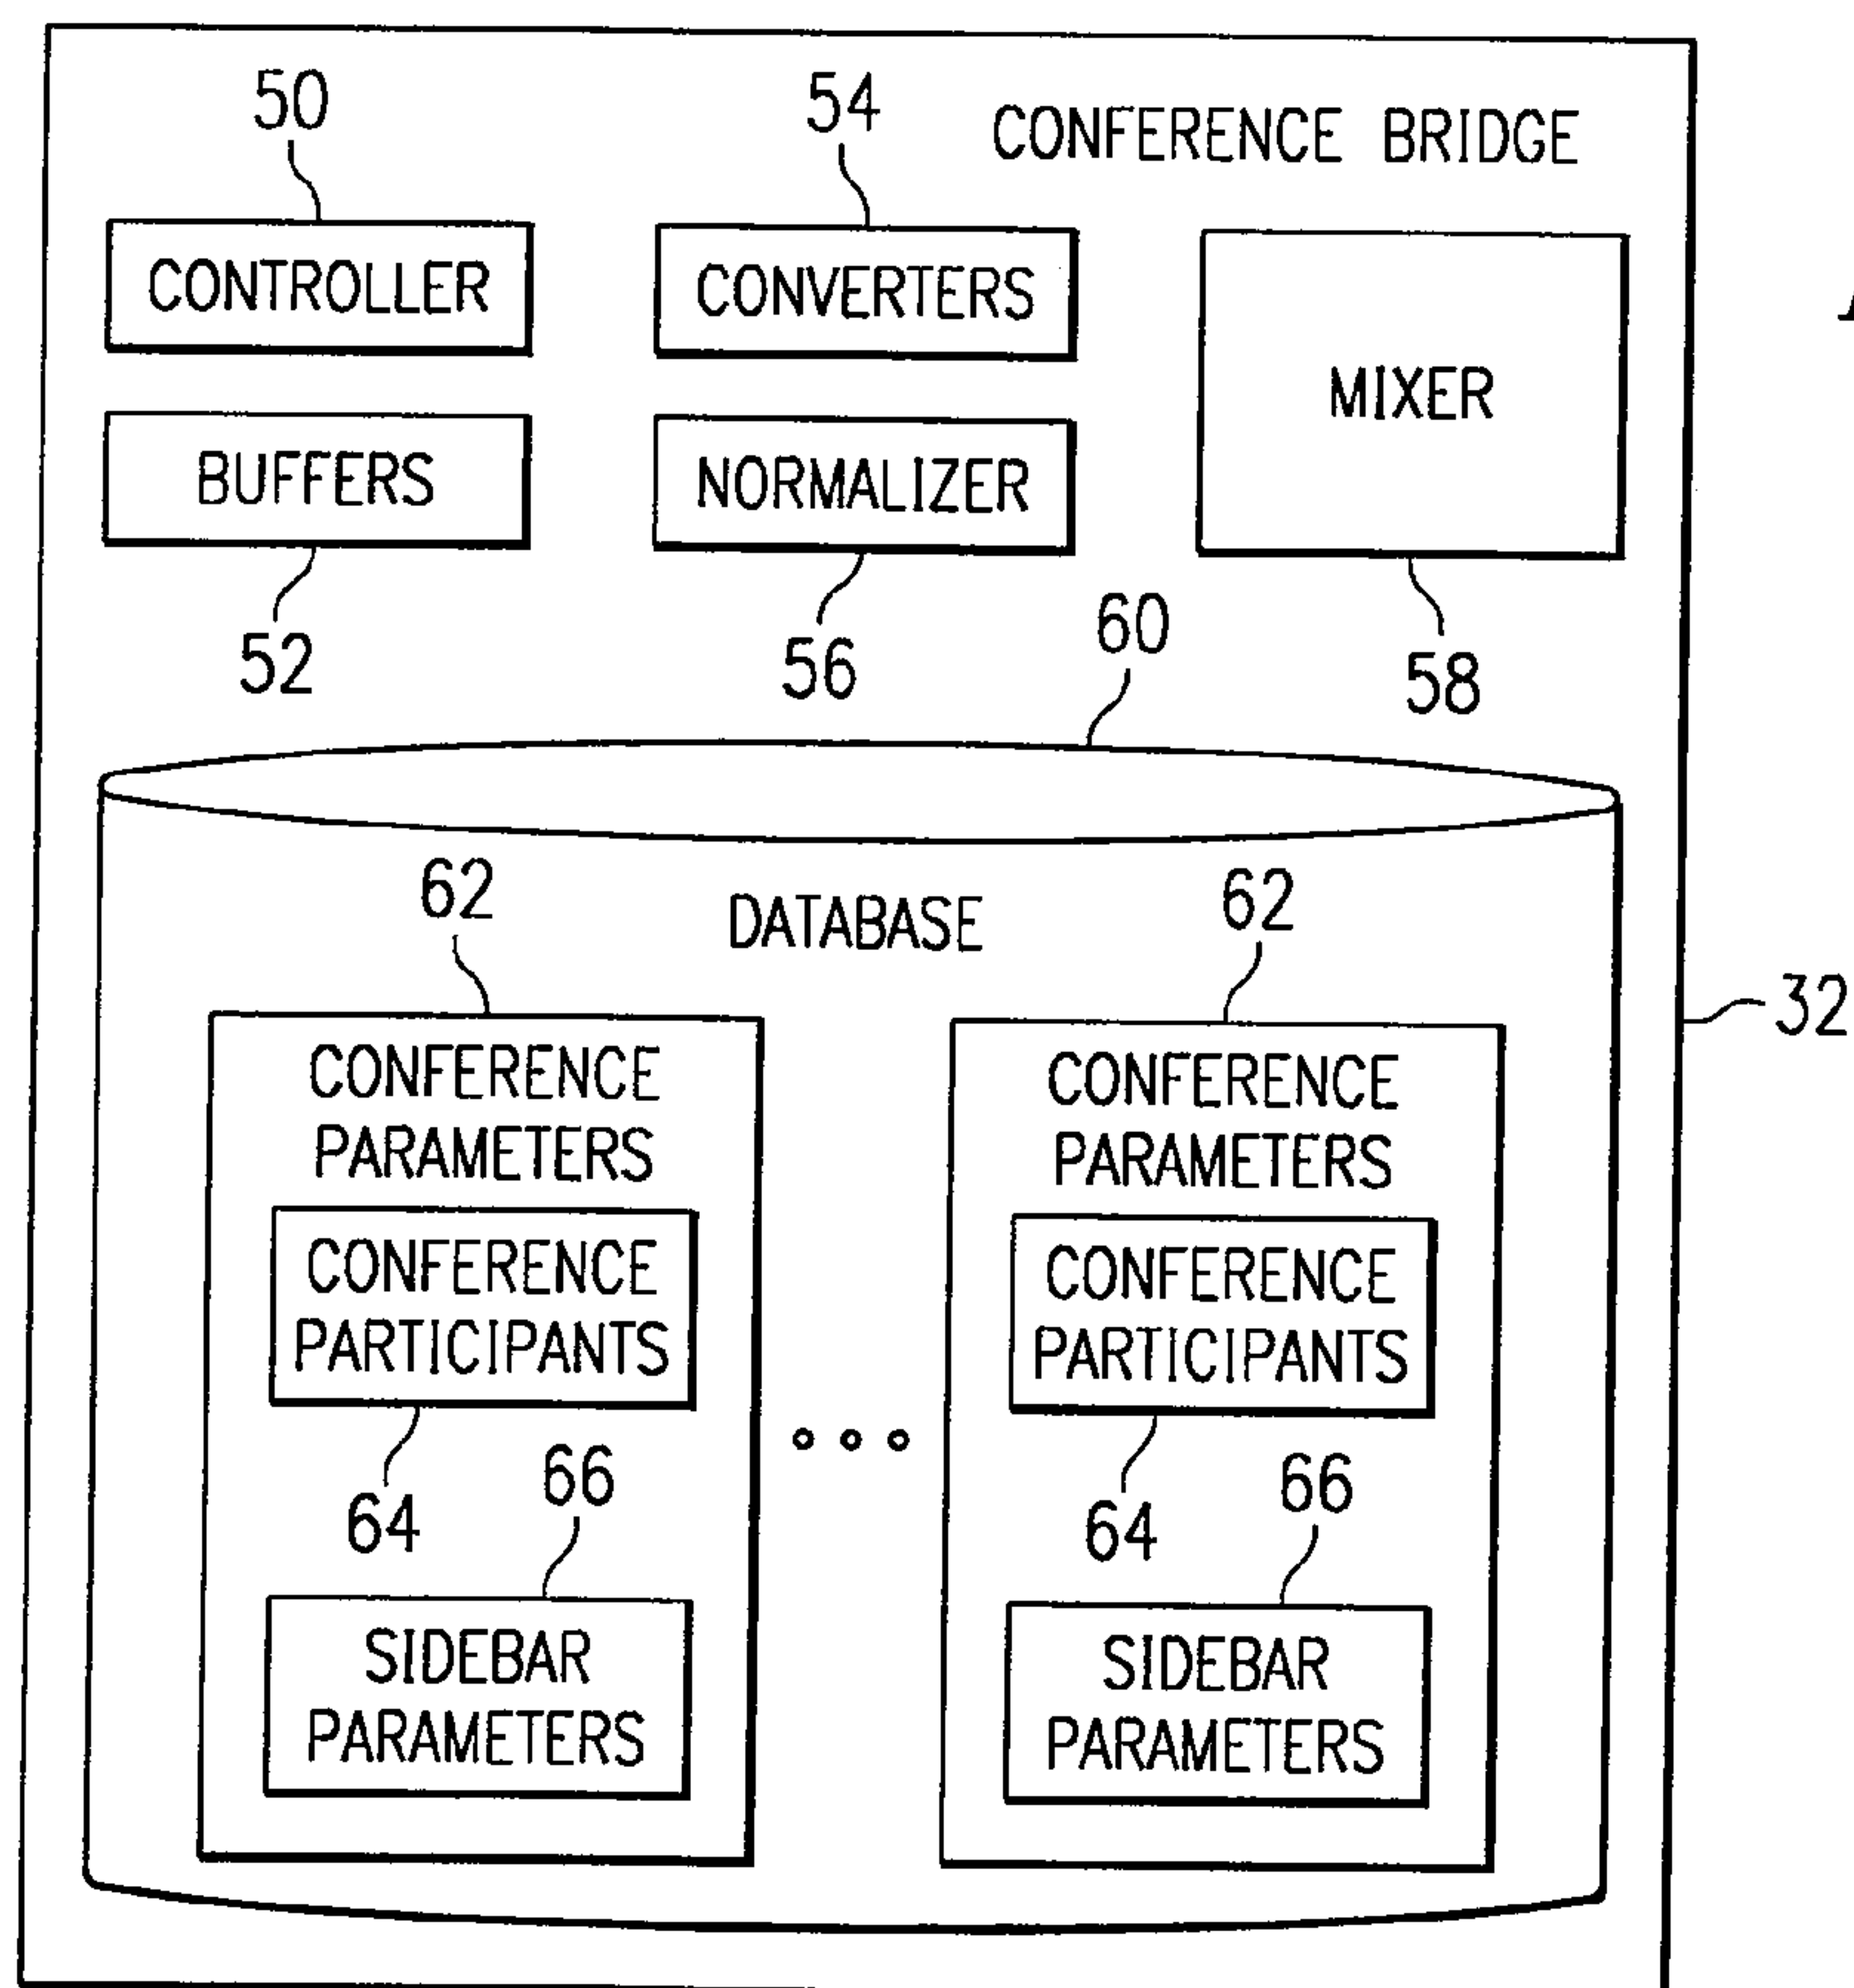 50
54
CONFERENCE BRIDGE
CONTROLLER
CONVERTERS
MIXER
BUFFERS
NORMALIZER
52
56
60
58
62
DATABASE
62
32
CONFERENCE
PARAMETERS
CONFERENCE
PARTICIPANTS
64
66
SIDEBAR
PARAMETERS
CONFERENCE
PARAMETERS
CONFERENCE
PARTICIPANTS
64
66
SIDEBAR
PARAMETERS